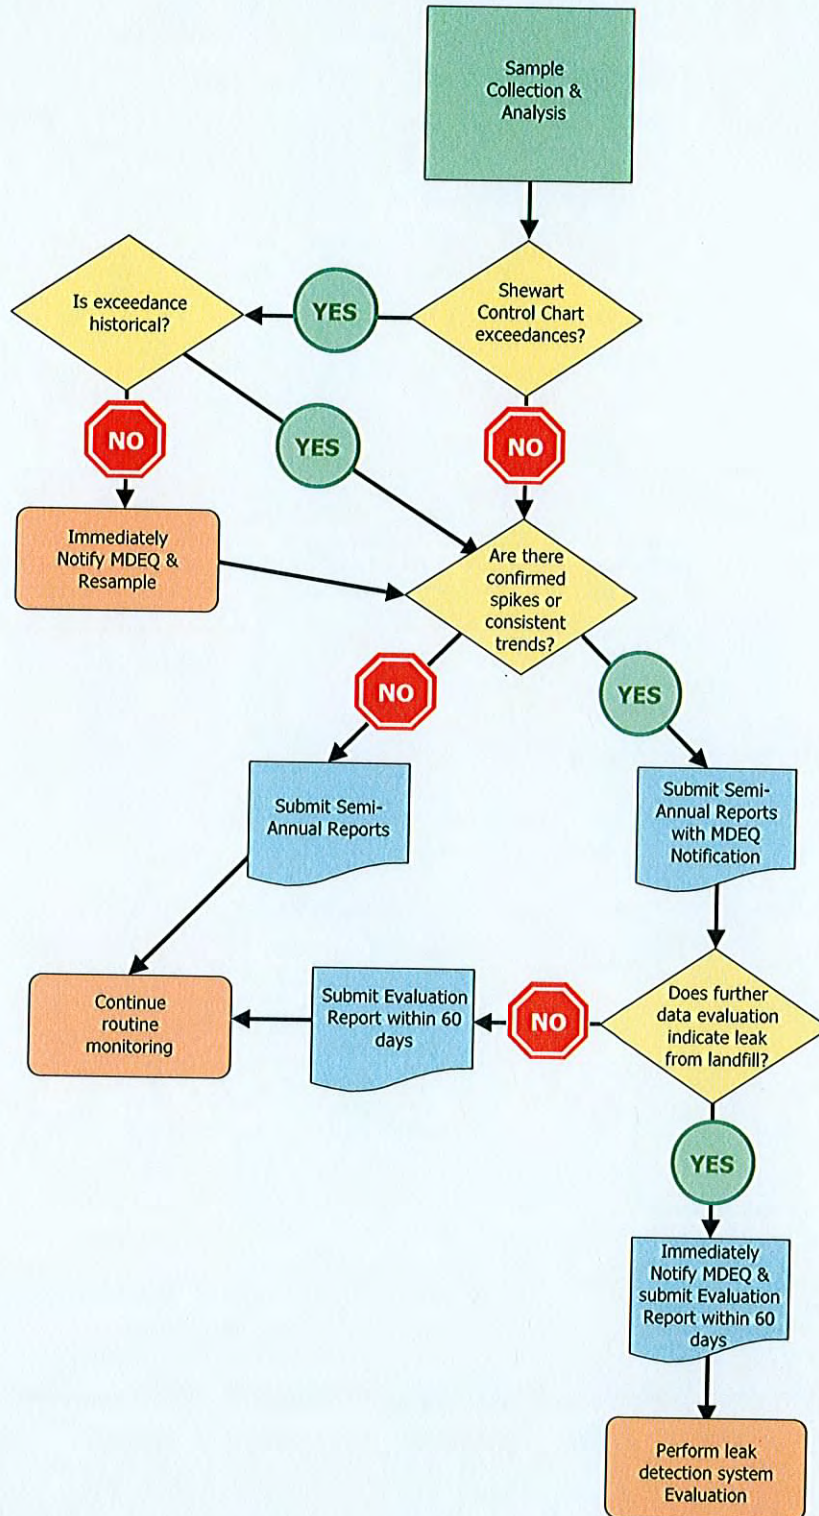 Sample
Collection &
Analysis
Shewart
Control Chart
exceedances?
YES
Is exceedance
historical?
NO
YES
NO
Immediately
Notify MDEQ &
Resample
Are there
confirmed
spikes or
consistent
trends?
NO
YES
Submit Semi-
Annual Reports
Submit Semi-
Annual Reports
with MDEQ
Notification
Continue
routine
monitoring
Submit Evaluation
Report within 60
days
NO
Does further
data evaluation
indicate leak
from landfill?
YES
Immediately
Notify MDEQ &
submit Evaluation
Report within 60
days
Perform leak
detection system
Evaluation